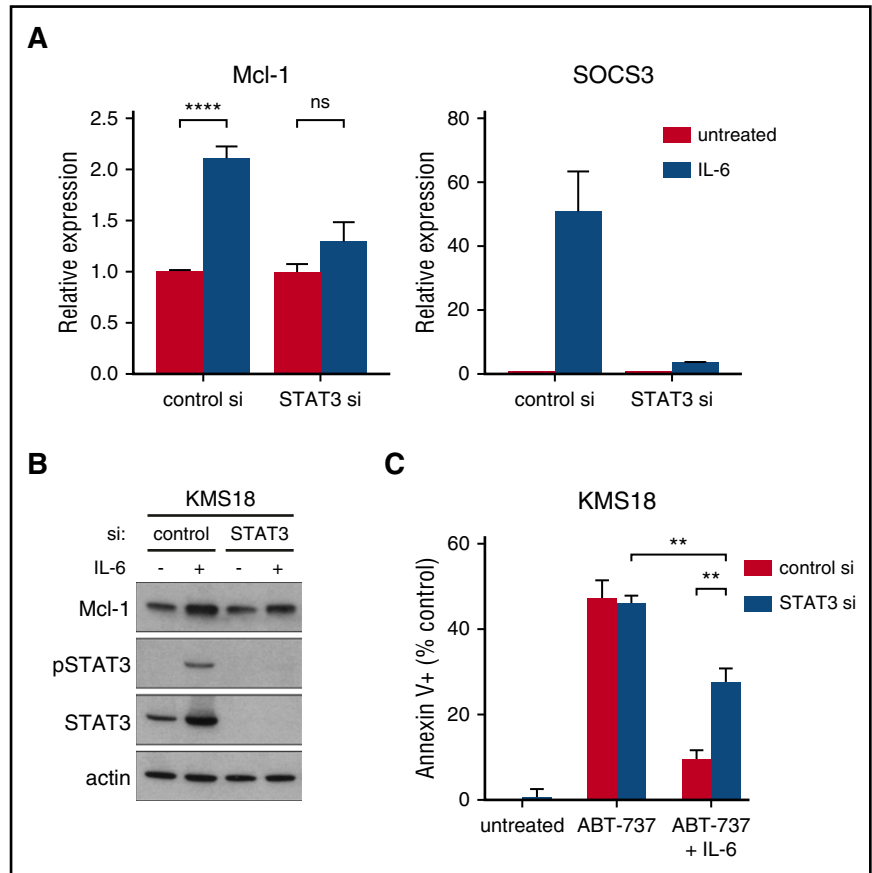 A
Mcl-1
SOCS3
Relative expression
2.5
2.0
1.5
1.0
0.5
0.0
****
ns
control si
STAT3 si
Relative expression
80
60
40
20
0
untreated
IL-6
control si
STAT3 si
B
KMS18
si: control STAT3
IL-6 - + - +
Mcl-1
pSTAT3
STAT3
actin
C
KMS18
Annexin V+ (% control)
60
40
20
0
**
**
control si
STAT3 si
untreated
ABT-737
ABT-737
+ IL-6